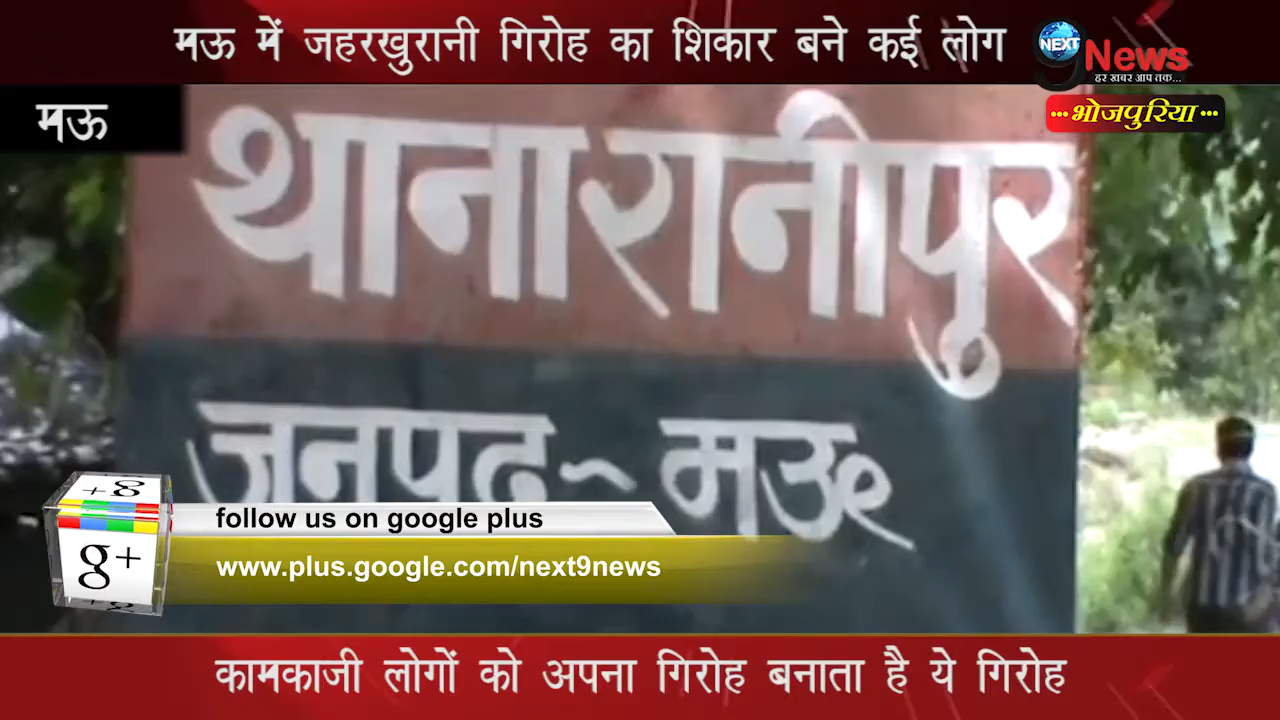 मऊ में जहरखुरानी गिरोह का शिकार बने कई लोग
NEXT
9 News
हर खबर आप तक...
...भोजपुरिया...
मऊ
थाना रानीपुर
जनपद - मऊ
g+
g+
follow us on google plus
www.plus.google.com/next9news
कामकाजी लोगों को अपना गिरोह बनाता है ये गिरोह